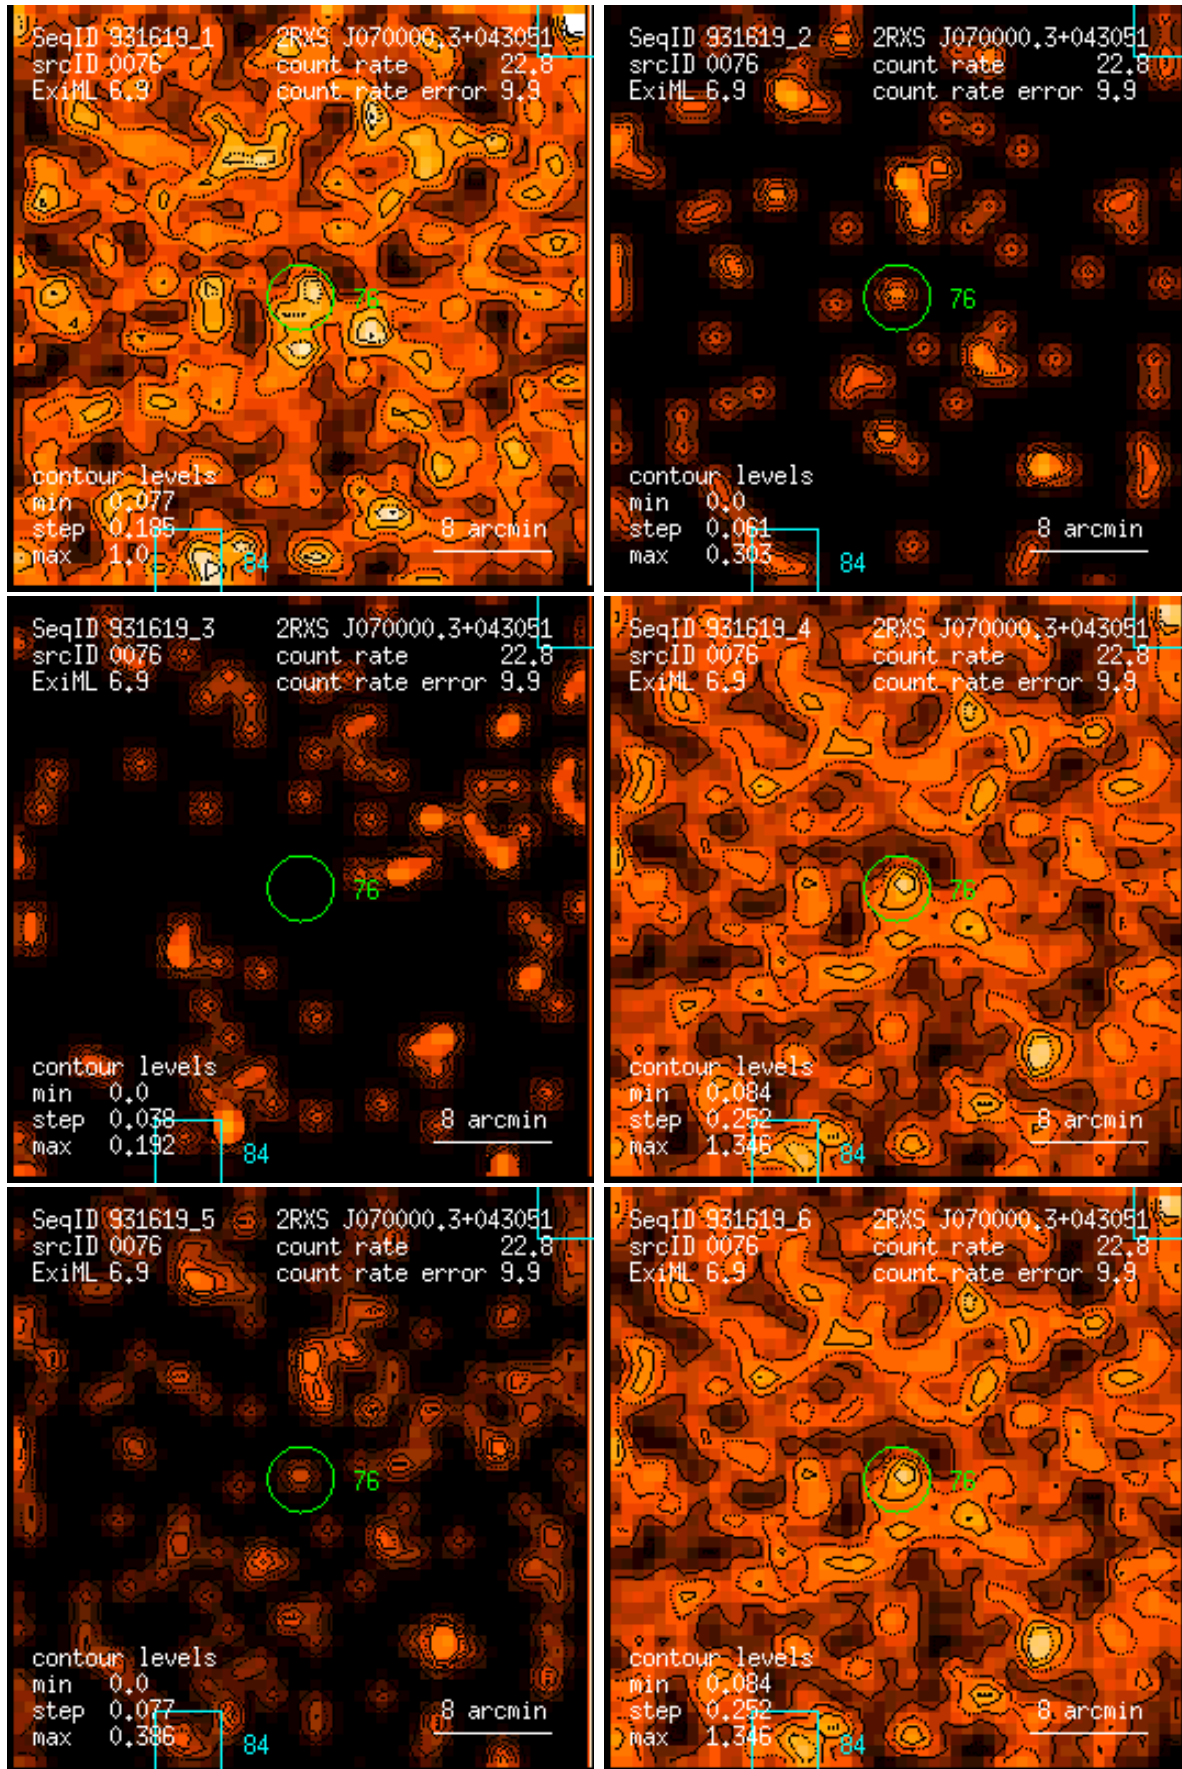 SeqID 931619_1 2RXS J070000.3+043051
srcID 0076 count rate 22.8
ExiML 6.9 count rate error 9.9
76
contour levels
min 0.077
step 0.185 8 arcmin
max 1.0
84
SeqID 931619_2 2RXS J070000.3+043051
srcID 0076 count rate 22.8
ExiML 6.9 count rate error 9.9
76
contour levels
min 0.0
step 0.061 8 arcmin
max 0.303
84
SeqID 931619_3 2RXS J070000.3+043051
srcID 0076 count rate 22.8
ExiML 6.9 count rate error 9.9
76
contour levels
min 0.0
step 0.038 8 arcmin
max 0.192
84
SeqID 931619_4 2RXS J070000.3+043051
srcID 0076 count rate 22.8
ExiML 6.9 count rate error 9.9
76
contour levels
min 0.084
step 0.252 8 arcmin
max 1.346
84
SeqID 931619_5 2RXS J070000.3+043051
srcID 0076 count rate 22.8
ExiML 6.9 count rate error 9.9
76
contour levels
min 0.0
step 0.077 8 arcmin
max 0.386
84
SeqID 931619_6 2RXS J070000.3+043051
srcID 0076 count rate 22.8
ExiML 6.9 count rate error 9.9
76
contour levels
min 0.084
step 0.252 8 arcmin
max 1.346
84